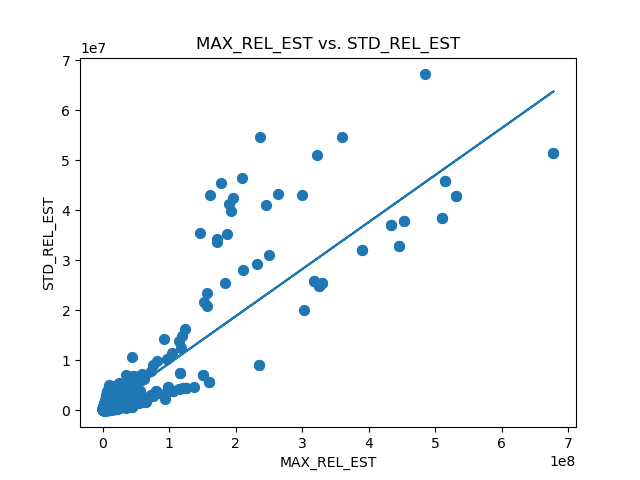 MAX_REL_EST vs. STD_REL_EST
1e7
7
6
5
4
3
2
1
0
STD_REL_EST
0 1 2 3 4 5 6 7
1e8
MAX_REL_EST